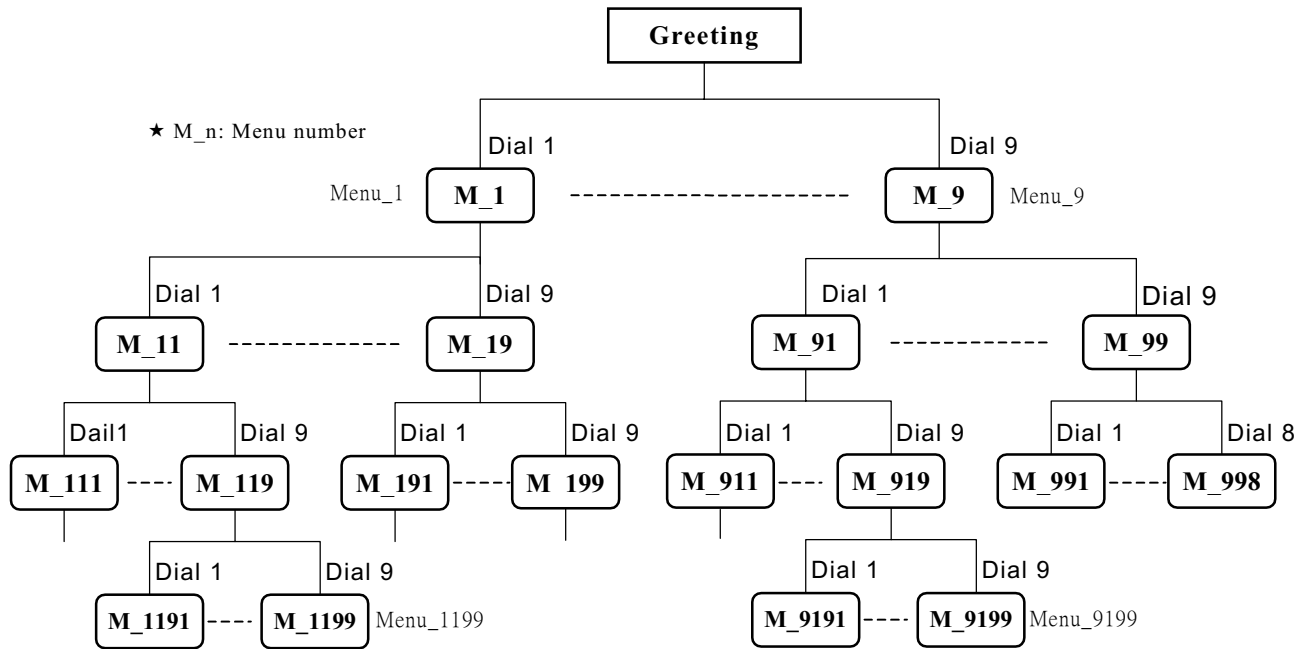 Greeting
★ M_n: Menu number
Dial 1
Dial 9
Menu_1
M_1
M_9
Menu_9
Dial 1
Dial 9
Dial 1
Dial 9
M_11
M_19
M_91
M_99
Dail1
Dial 9
Dial 1
Dial 9
Dial 1
Dial 9
Dial 1
Dial 8
M_111
M_119
M_191
M 199
M_911
M_919
M_991
M_998
Dial 1
Dial 9
Dial 1
Dial 9
M_1191
M_1199
Menu_1199
M_9191
M_9199
Menu_9199